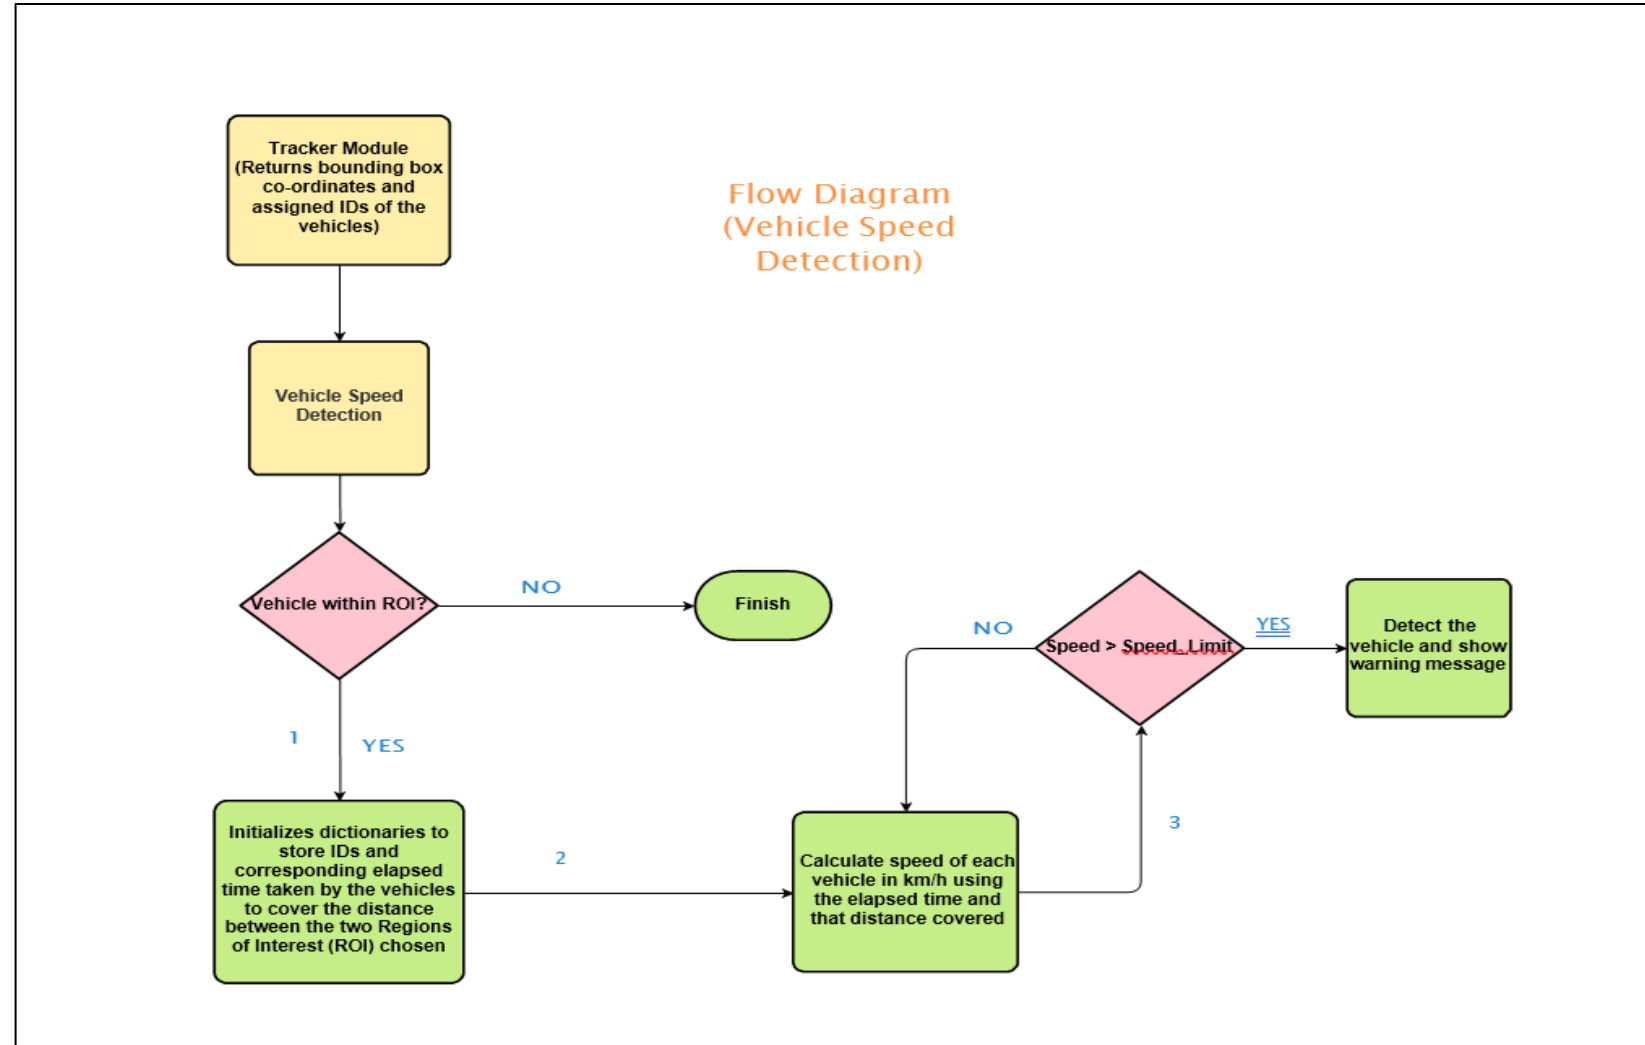 Tracker Module
(Returns bounding box
co-ordinates and
assigned IDs of the
vehicles)
Flow Diagram
(Vehicle Speed
Detection)
Vehicle Speed
Detection
Vehicle within ROI?
NO
Finish
1
YES
Initializes dictionaries to
store IDs and
corresponding elapsed
time taken by the vehicles
to cover the distance
between the two Regions
of Interest (ROI) chosen
2
Calculate speed of each
vehicle in km/h using
the elapsed time and
that distance covered
3
NO
Speed > Speed_Limit
YES
Detect the
vehicle and show
warning message